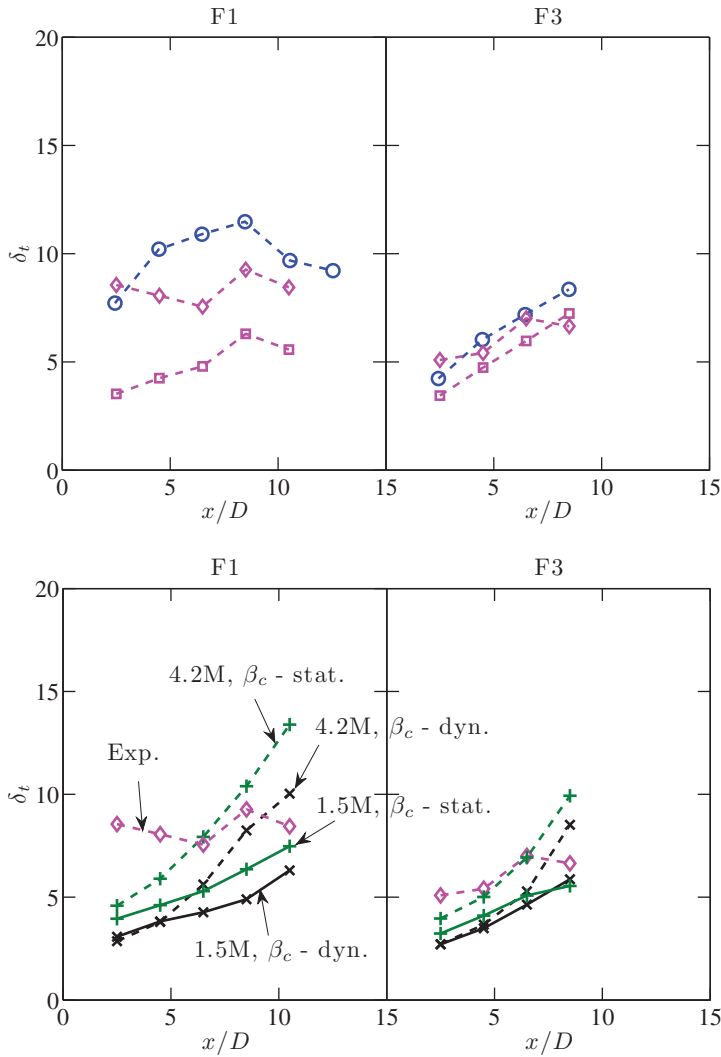 F1 F3
20
15
10
5
0
δt
0 5 10 15 5 10 15
x/D x/D
F1 F3
20
15
10
5
0
δt
4.2M, βc - stat.
4.2M, βc - dyn.
Exp.
1.5M, βc - stat.
1.5M, βc - dyn.
0 5 10 15 5 10 15
x/D x/D